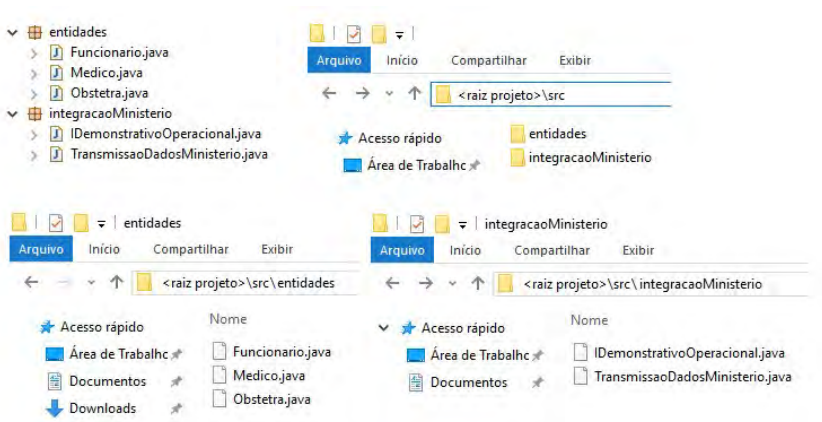 entidades
Funcionario.java
Medico.java
Obstetra.java
integracaoMinisterio
IDemonstrativoOperacional.java
TransmissaoDadosMinisterio.java
Arquivo Início Compartilhar Exibir
<raiz projeto>\src
Acesso rápido
Área de Trabalhc
entidades
integracaoMinisterio
entidades
Arquivo Início Compartilhar Exibir
<raiz projeto>\src\entidades
Acesso rápido
Área de Trabalhc
Documentos
Downloads
Nome
Funcionario.java
Medico.java
Obstetra.java
integracaoMinisterio
Arquivo Início Compartilhar Exibir
<raiz projeto>\src\ integracaoMinisterio
Acesso rápido
Área de Trabalhc
Documentos
Nome
IDemonstrativoOperacional.java
TransmissaoDadosMinisterio.java